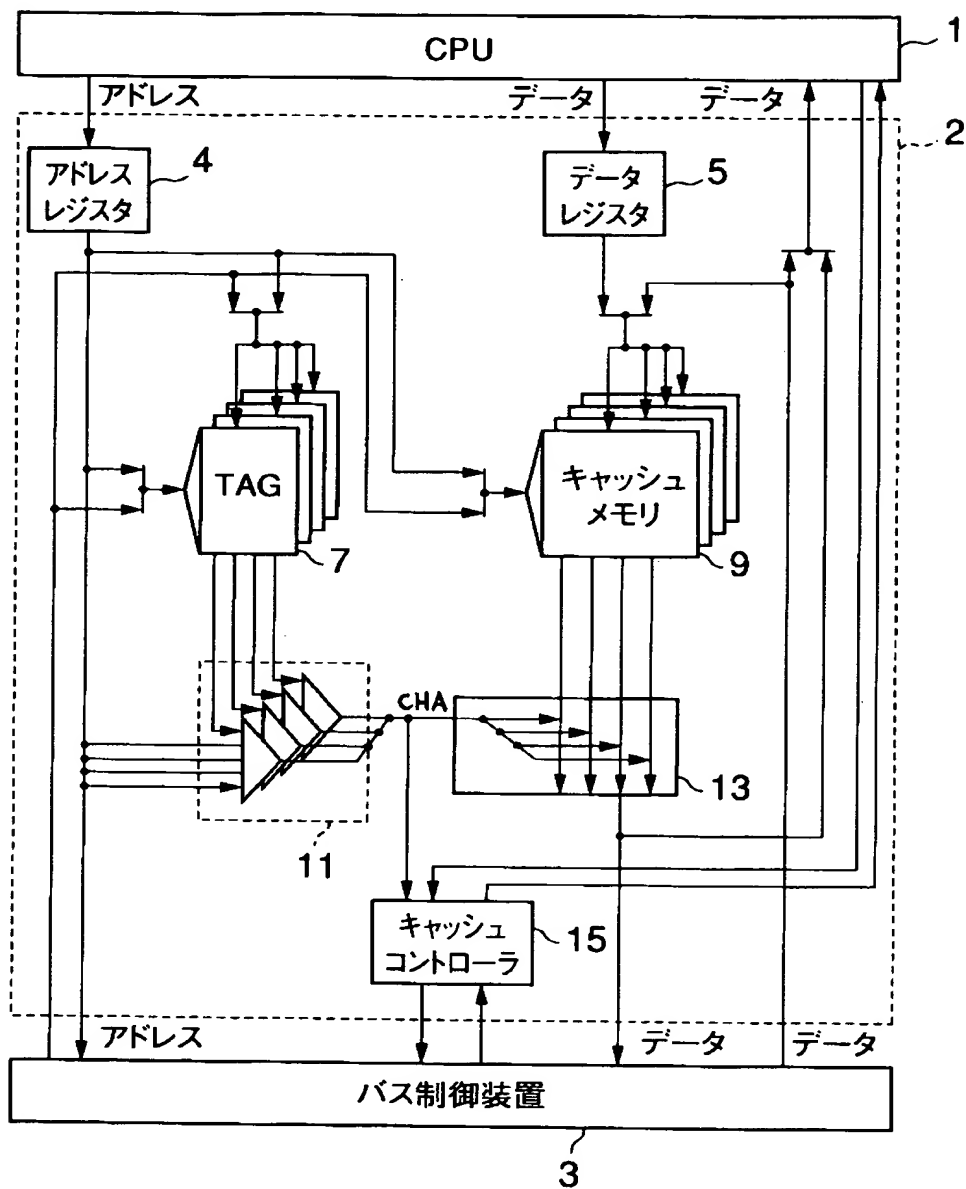 1
CPU
アドレス
データ
データ
2
アドレス
レジスタ
4
データ
レジスタ
5
TAG
7
キャッシュ
メモリ
9
CHA
13
11
キャッシュ
コントローラ
15
アドレス
データ
データ
バス制御装置
3